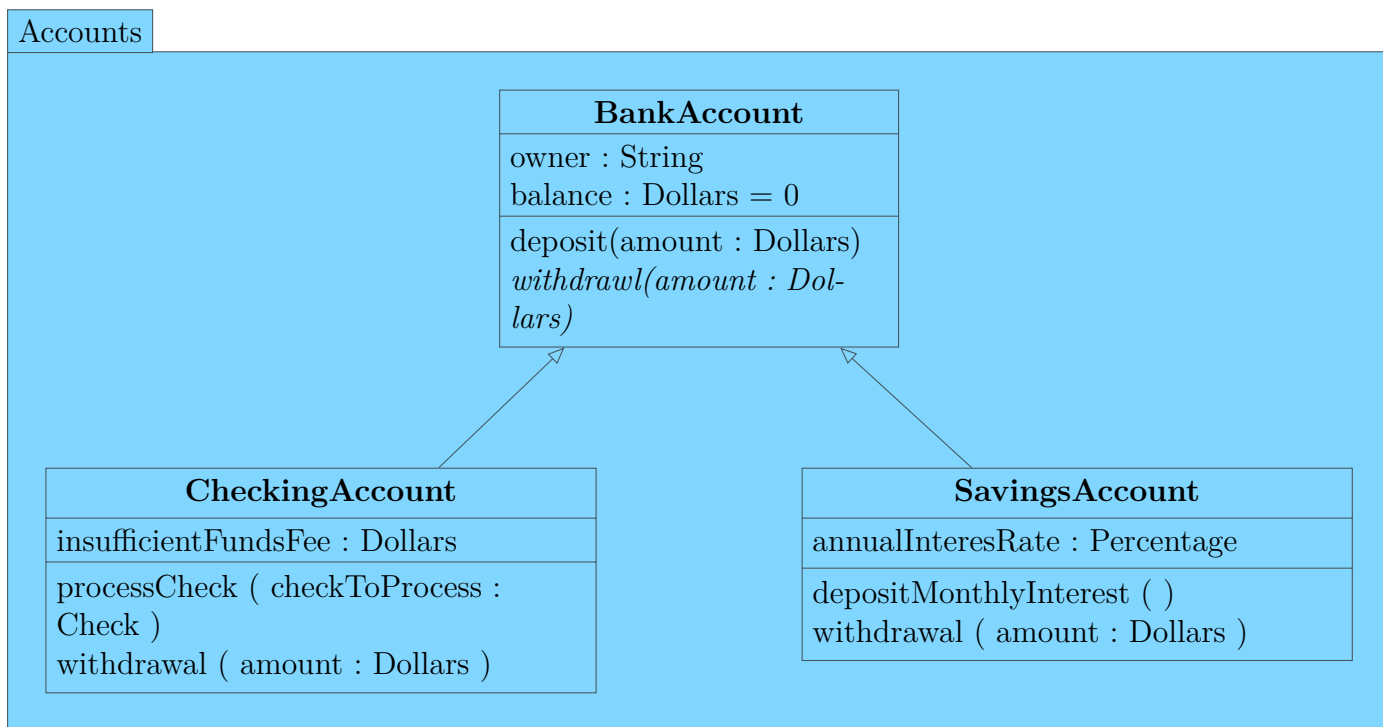 Accounts
BankAccount
owner : String
balance : Dollars = 0
deposit(amount : Dollars)
withdrawl(amount : Dol-
lars)
CheckingAccount
insufficientFundsFee : Dollars
processCheck ( checkToProcess :
Check )
withdrawal ( amount : Dollars )
SavingsAccount
annualInteresRate : Percentage
depositMonthlyInterest ( )
withdrawal ( amount : Dollars )